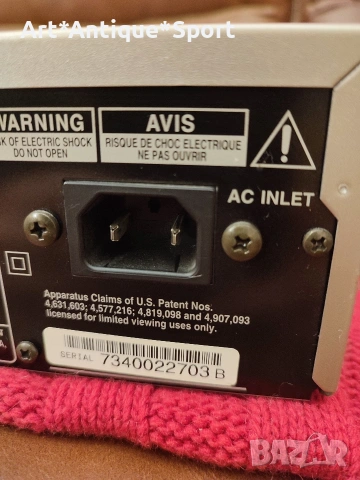 Art*Antique*Sport
WARNING
AVIS
OF ELECTRIC SHOCK
DO NOT OPEN
RISQUE DE CHOC ELECTRIQUE
NE PAS OUVRIR
AC INLET
Apparatus Claims of U.S. Patent Nos.
4,631,603; 4,577,216; 4,819,098 and 4,907,093
licensed for limited viewing uses only.
SERIAL 7340022703 B
BAZAR